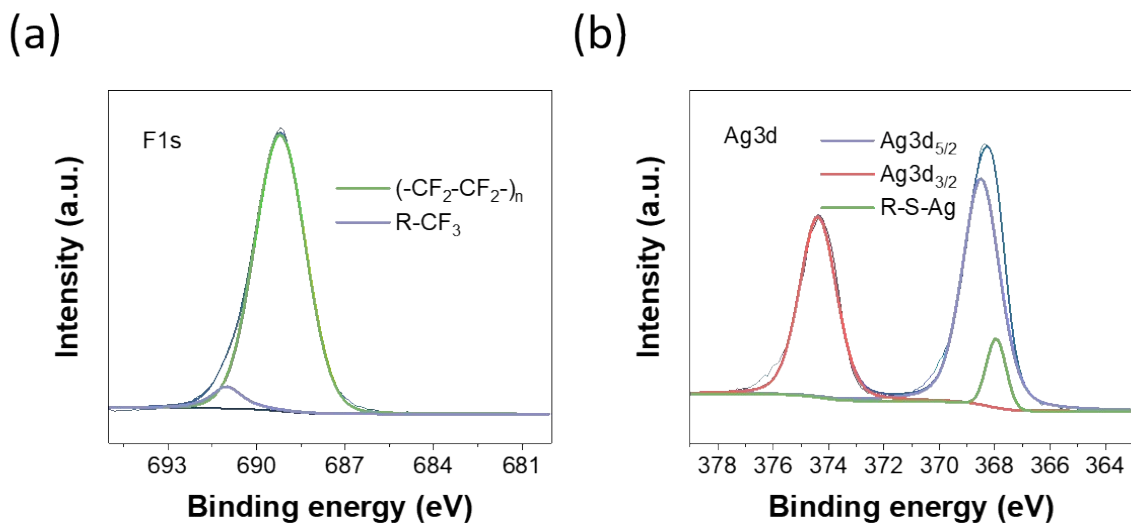 (a)
F1s
(-CF₂-CF₂-)ₙ
R-CF₃
Intensity (a.u.)
693 690 687 684 681
Binding energy (eV)
(b)
Ag3d
Ag3d₅/₂
Ag3d₃/₂
R-S-Ag
Intensity (a.u.)
378 376 374 372 370 368 366 364
Binding energy (eV)